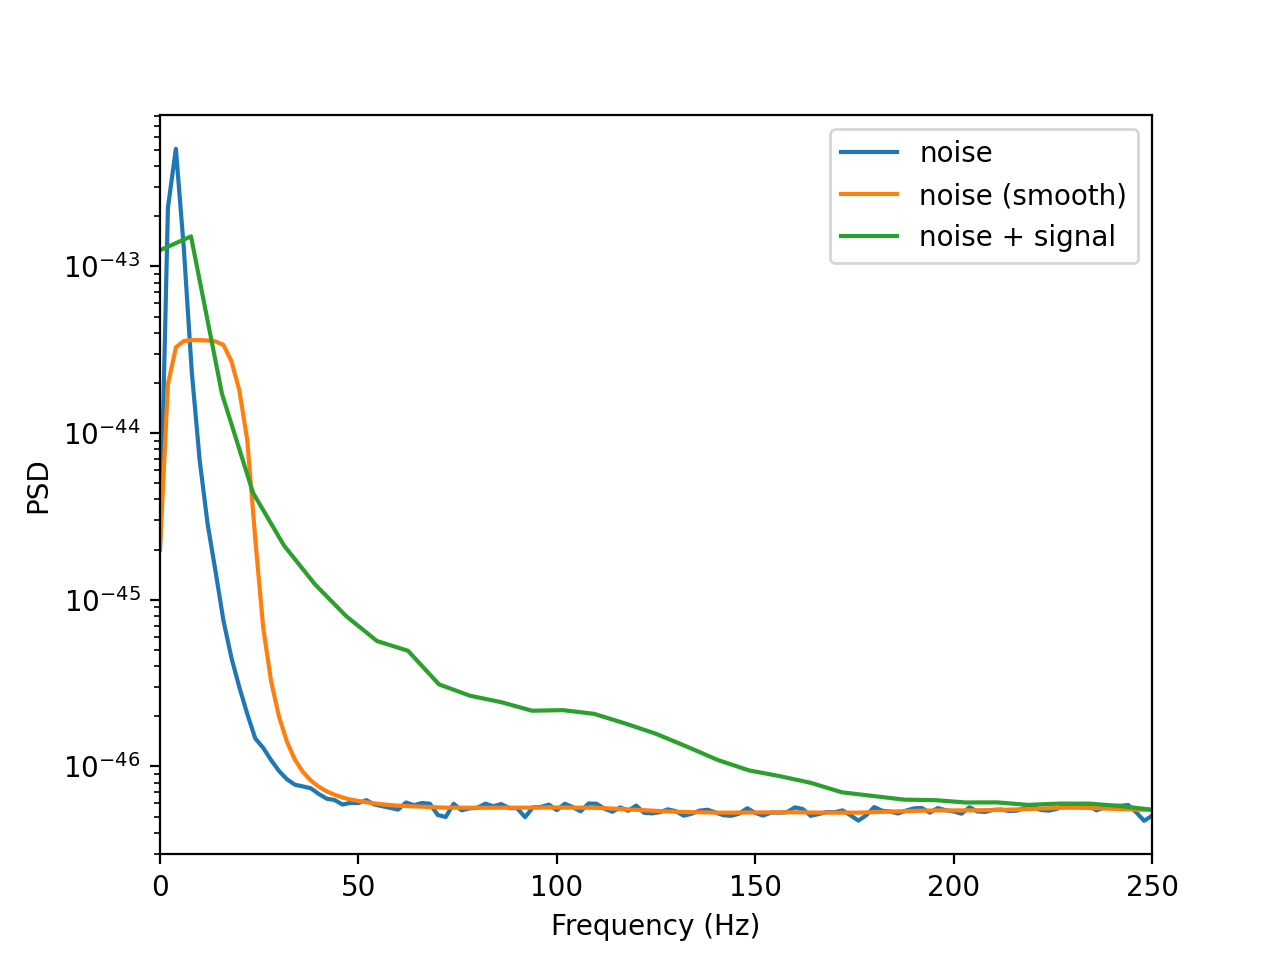 noise
noise (smooth)
noise + signal
PSD
10⁻⁴³
10⁻⁴⁴
10⁻⁴⁵
10⁻⁴⁶
0 50 100 150 200 250
Frequency (Hz)